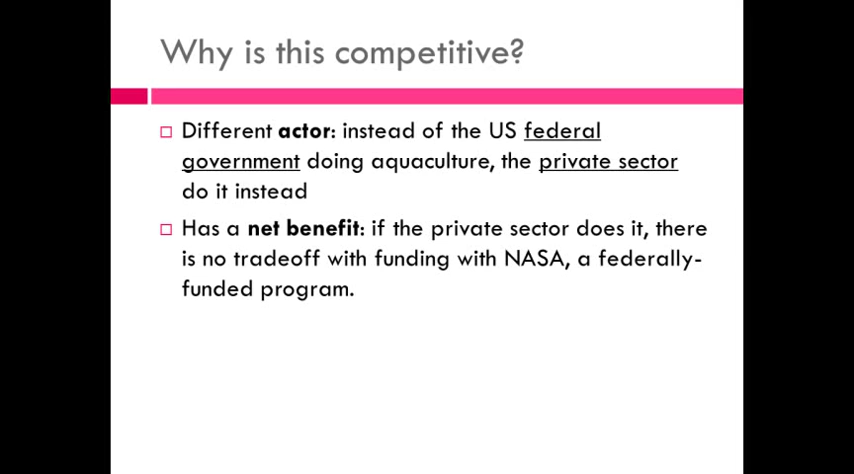 Why is this competitive?
Different actor: instead of the US federal
government doing aquaculture, the private sector
do it instead
Has a net benefit: if the private sector does it, there
is no tradeoff with funding with NASA, a federally-
funded program.